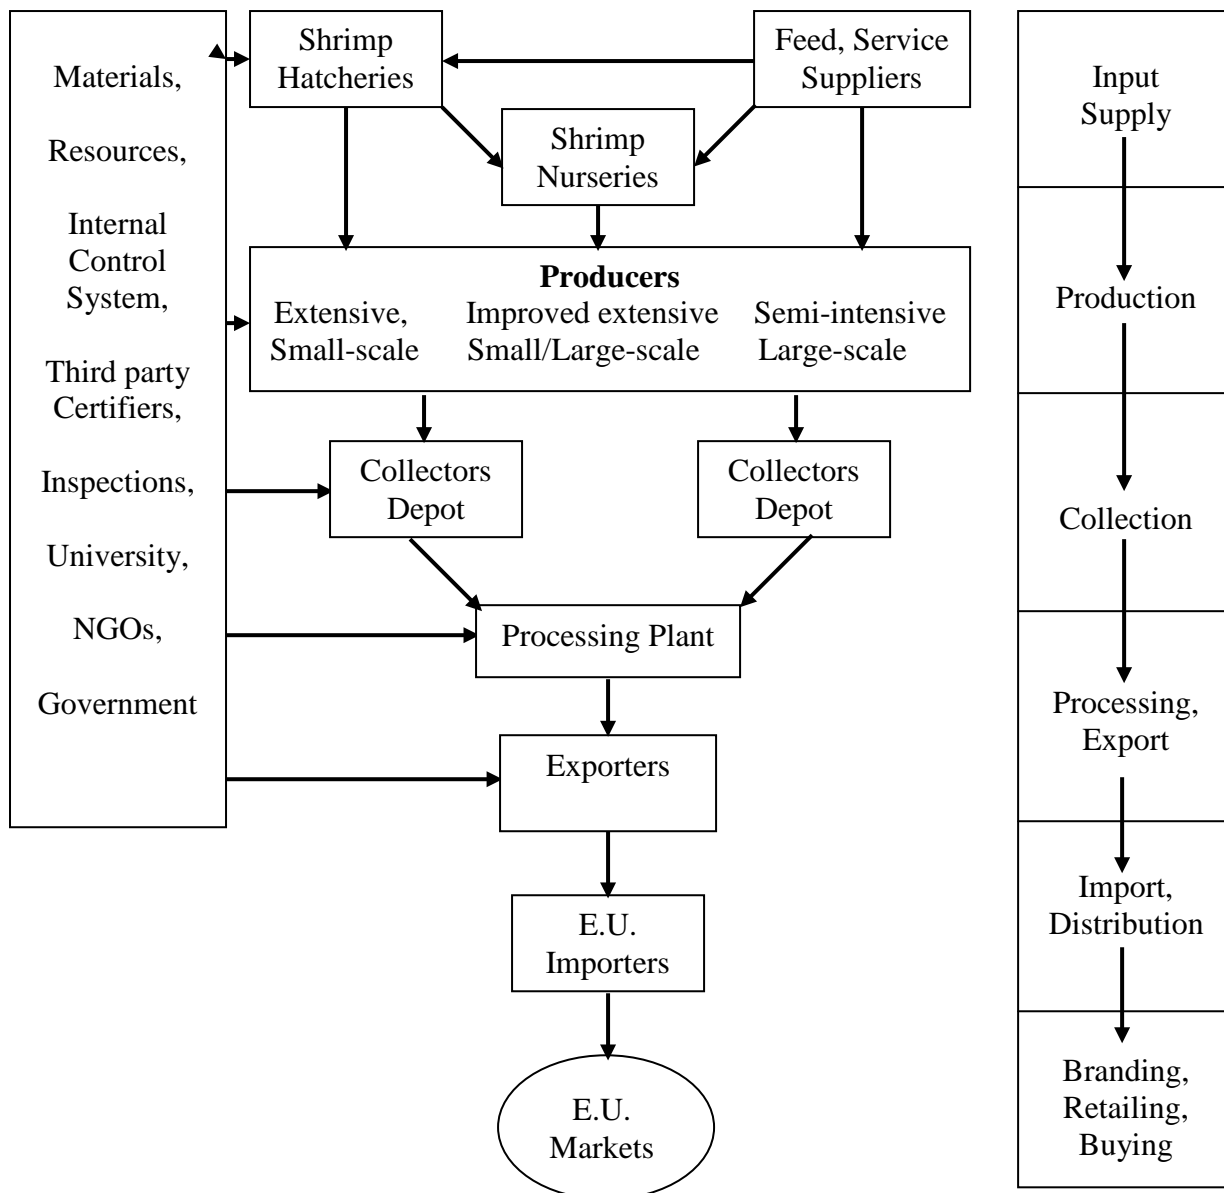 Materials,
Resources,
Internal
Control
System,
Third party
Certifiers,
Inspections,
University,
NGOs,
Government
Shrimp
Hatcheries
Feed, Service
Suppliers
Shrimp
Nurseries
Producers
Extensive,
Small-scale
Improved extensive
Small/Large-scale
Semi-intensive
Large-scale
Collectors
Depot
Collectors
Depot
Processing Plant
Exporters
E.U.
Importers
E.U.
Markets
Input
Supply
Production
Collection
Processing,
Export
Import,
Distribution
Branding,
Retailing,
Buying